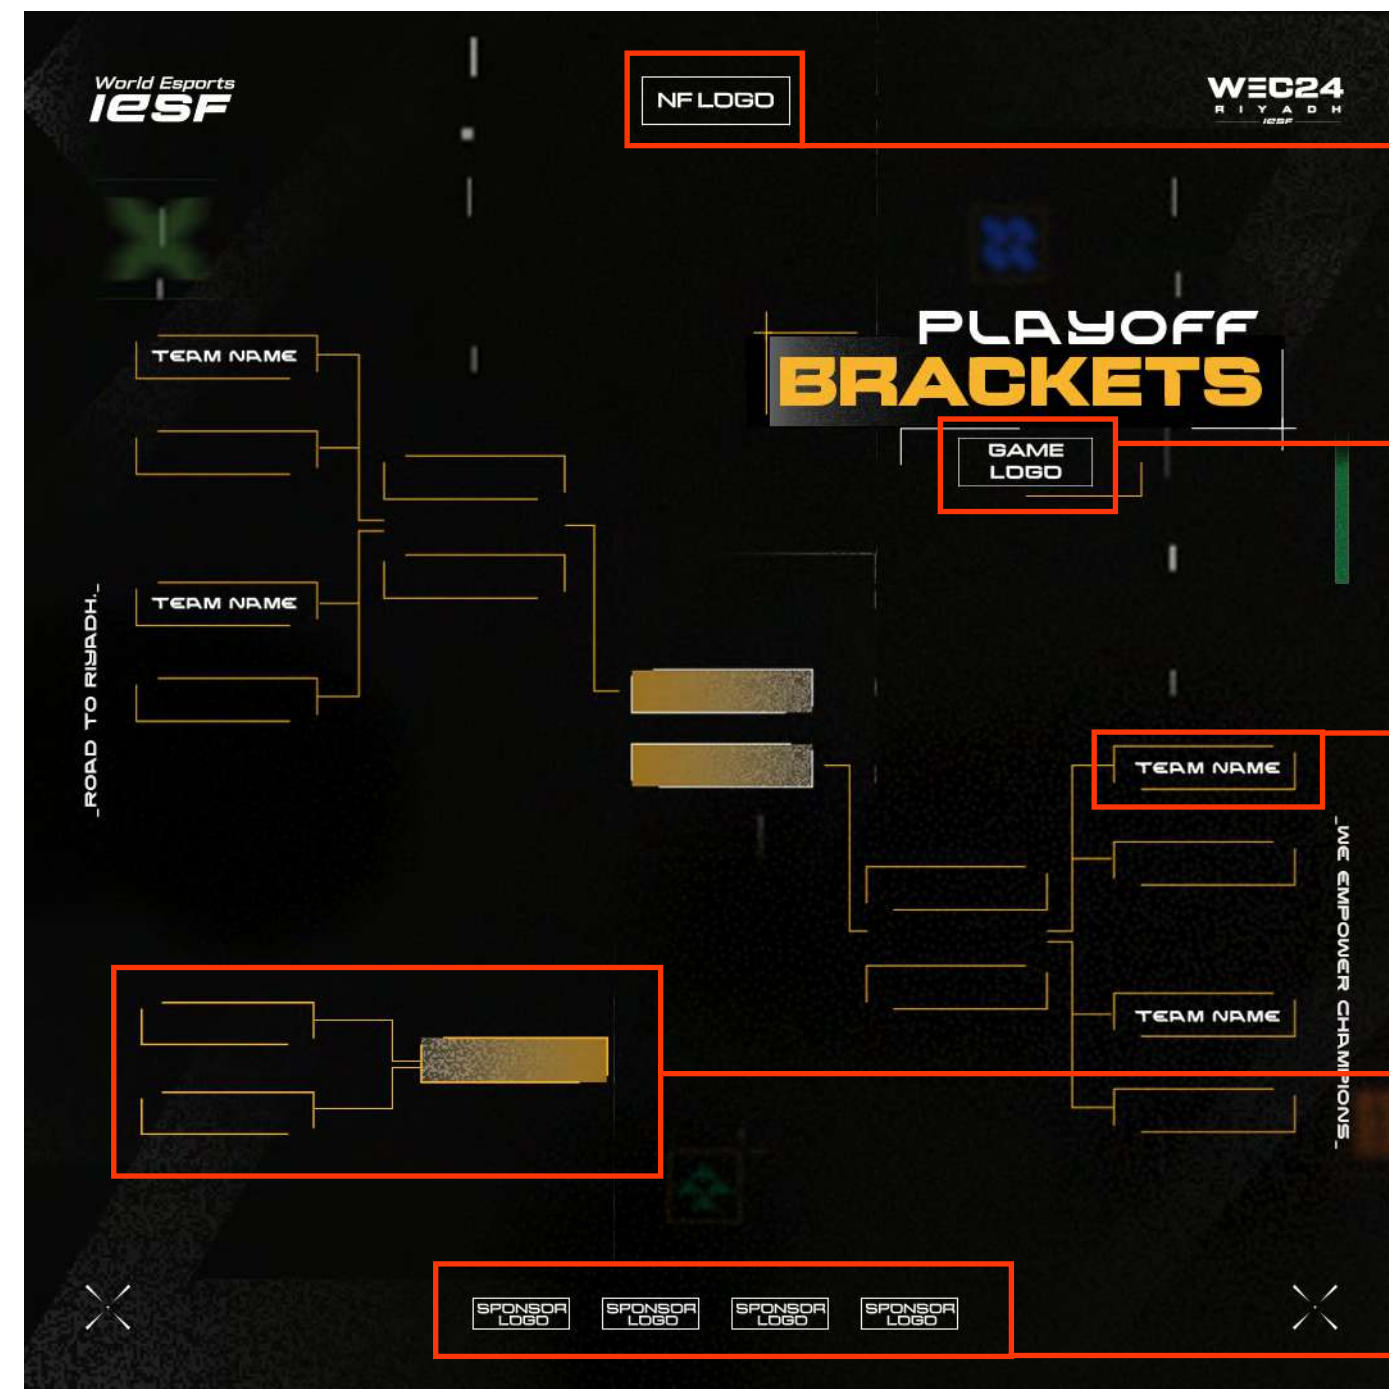 World Esports
IESF
NF LOGO
WEC24
RIYADH
IESF
PLAYOFF
BRACKETS
GAME
LOGO
TEAM NAME
TEAM NAME
_ROAD TO RIYADH._
TEAM NAME
TEAM NAME
_WE EMPOWER CHAMPIONS_
SPONSOR
LOGO
SPONSOR
LOGO
SPONSOR
LOGO
SPONSOR
LOGO